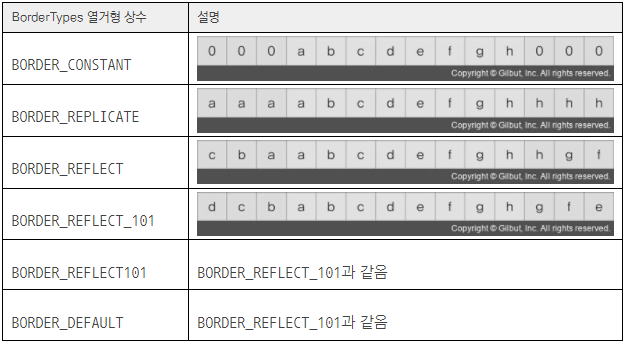 BorderTypes 열거형 상수 설명
BORDER_CONSTANT 0 0 0 a b c d e f g h 0 0 0
Copyright © Gilbut, Inc. All rights reserved.
BORDER_REPLICATE a a a a b c d e f g h h h h
Copyright © Gilbut, Inc. All rights reserved.
BORDER_REFLECT c b a a b c d e f g h h g f
Copyright © Gilbut, Inc. All rights reserved.
BORDER_REFLECT_101 d c b a b c d e f g h g f e
Copyright © Gilbut, Inc. All rights reserved.
BORDER_REFLECT101 BORDER_REFLECT_101과 같음
BORDER_DEFAULT BORDER_REFLECT_101과 같음